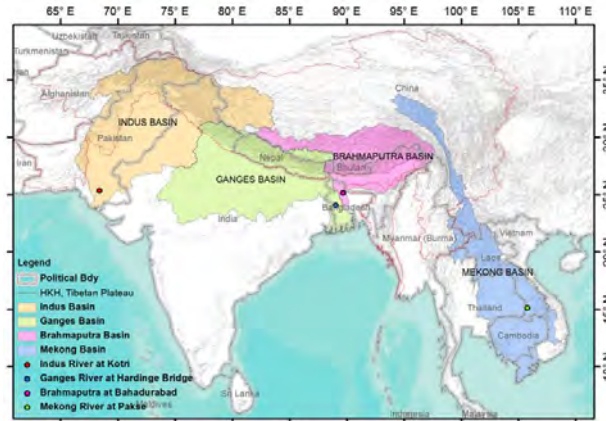 65° E 70° E 75° E 80° E 85° E 90° E 95° E 100° E 105° E 110° E
Uzbekistan Tajikistan
Turkmenistan
China
Afghanistan
INDUS BASIN
Pakistan
Iran
Nepal
BRAHMAPUTRA BASIN
Bhutan
GANGES BASIN
Bangladesh
India
Myanmar (Burma)
Vietnam
Laos
MEKONG BASIN
Thailand
Cambodia
Legend
Political Bdy
HKH, Tibetan Plateau
Indus Basin
Ganges Basin
Brahmaputra Basin
Mekong Basin
Indus River at Kotri
Ganges River at Hardinge Bridge
Brahmaputra at Bahadurabad
Mekong River at Pakse
Sri Lanka
Maldives
Indonesia
Malaysia